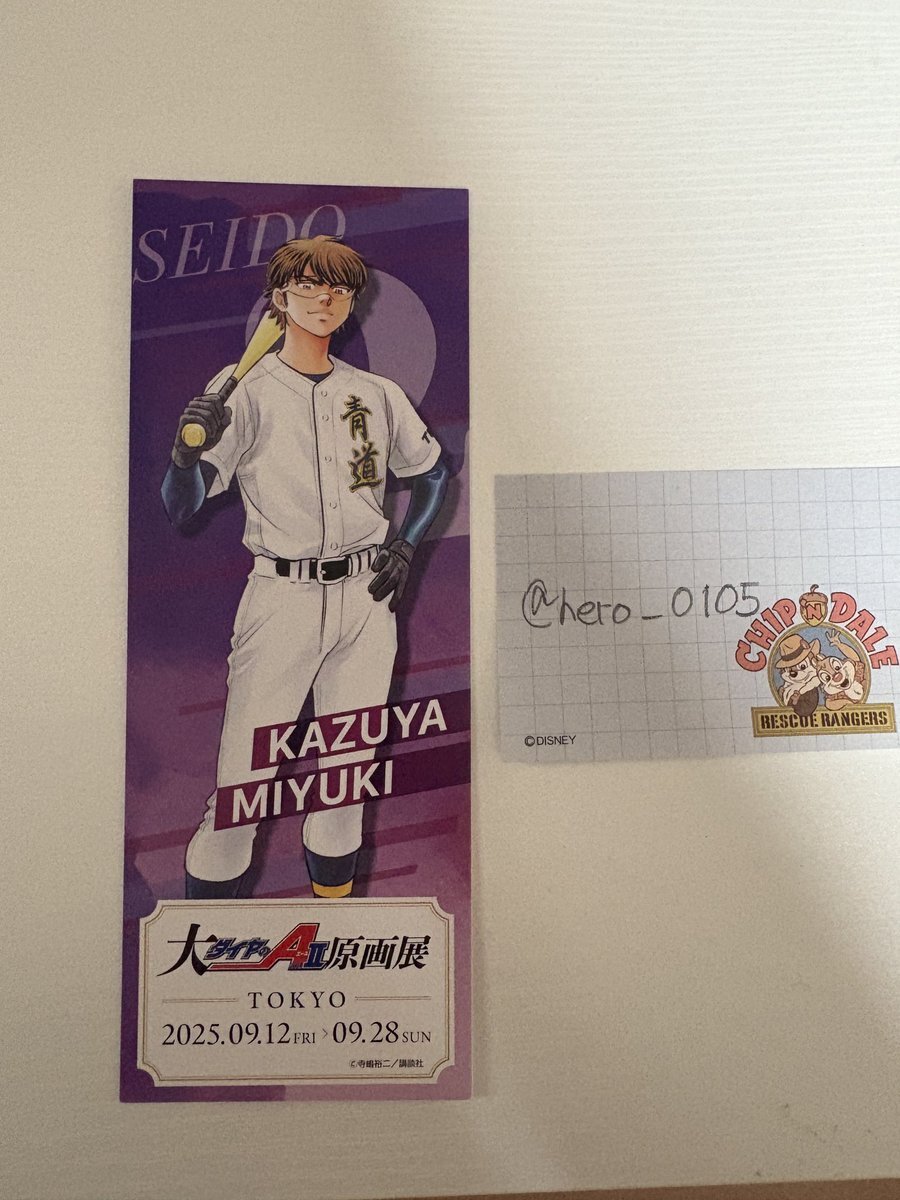 SEIDO
青道
KAZUYA
MIYUKI
大ダイヤのAII原画展
TOKYO
2025.09.12 FRI > 09.28 SUN
©寺嶋裕二/講談社
@hero_0105
CHIP N DALE
RESCUE RANGERS
©DISNEY